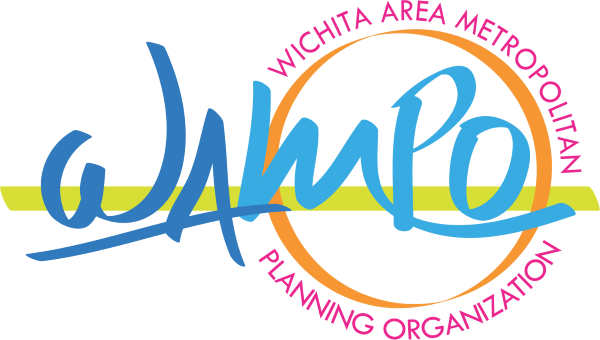 WICHITA AREA METROPOLITAN
WAMPO
PLANNING ORGANIZATION